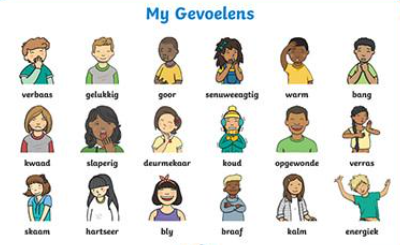 My Gevoelens
verbaas gelukkig goor senuweeagtig warm bang
kwaad slaperig deurmekaar koud opgewonde verras
skaam hartseer bly braaf kalm energiek